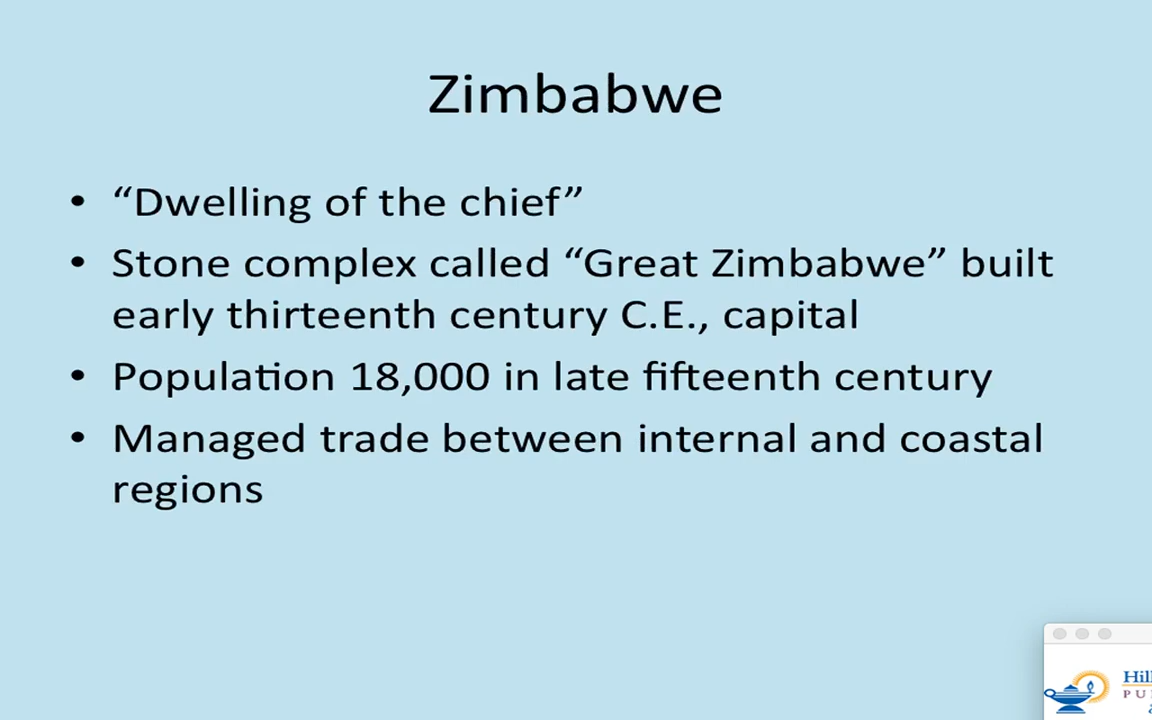 Zimbabwe
• “Dwelling of the chief”
• Stone complex called “Great Zimbabwe” built
early thirteenth century C.E., capital
• Population 18,000 in late fifteenth century
• Managed trade between internal and coastal
regions